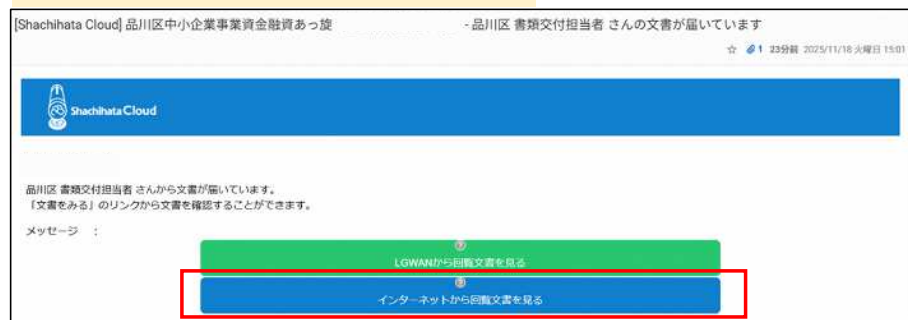 [Shachihata Cloud] 品川区中小企業事業資金融資あっ旋 - 品川区 書類交付担当者 さんの文書が届いています
1 23分前 2025/11/18 火曜日 15:01
Shachihata Cloud
品川区 書類交付担当者 さんから文書が届いています。
「文書をみる」のリンクから文書を確認することができます。
メッセージ ：
LGWANから回覧文書を見る
インターネットから回覧文書を見る